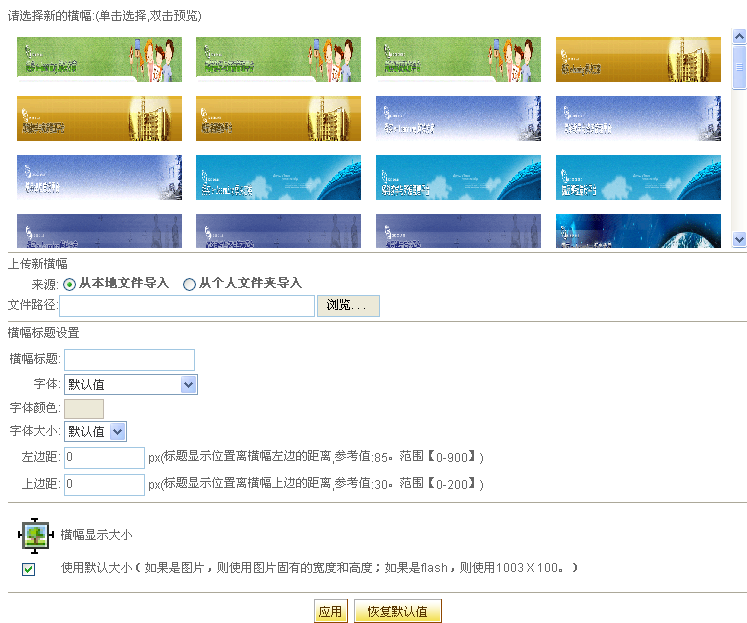 请选择新的横幅:(单击选择,双击预览)
上传新横幅
来源: 从本地文件导入 从个人文件夹导入
文件路径: 浏览...
横幅标题设置
横幅标题:
字体: 默认值
字体颜色:
字体大小: 默认值
左边距: 0 px(标题显示位置离横幅左边的距离,参考值:85。范围【0-900】)
上边距: 0 px(标题显示位置离横幅上边的距离,参考值:30。范围【0-200】)
横幅显示大小
使用默认大小(如果是图片，则使用图片固有的宽度和高度；如果是flash，则使用1003×100。)
应用 恢复默认值